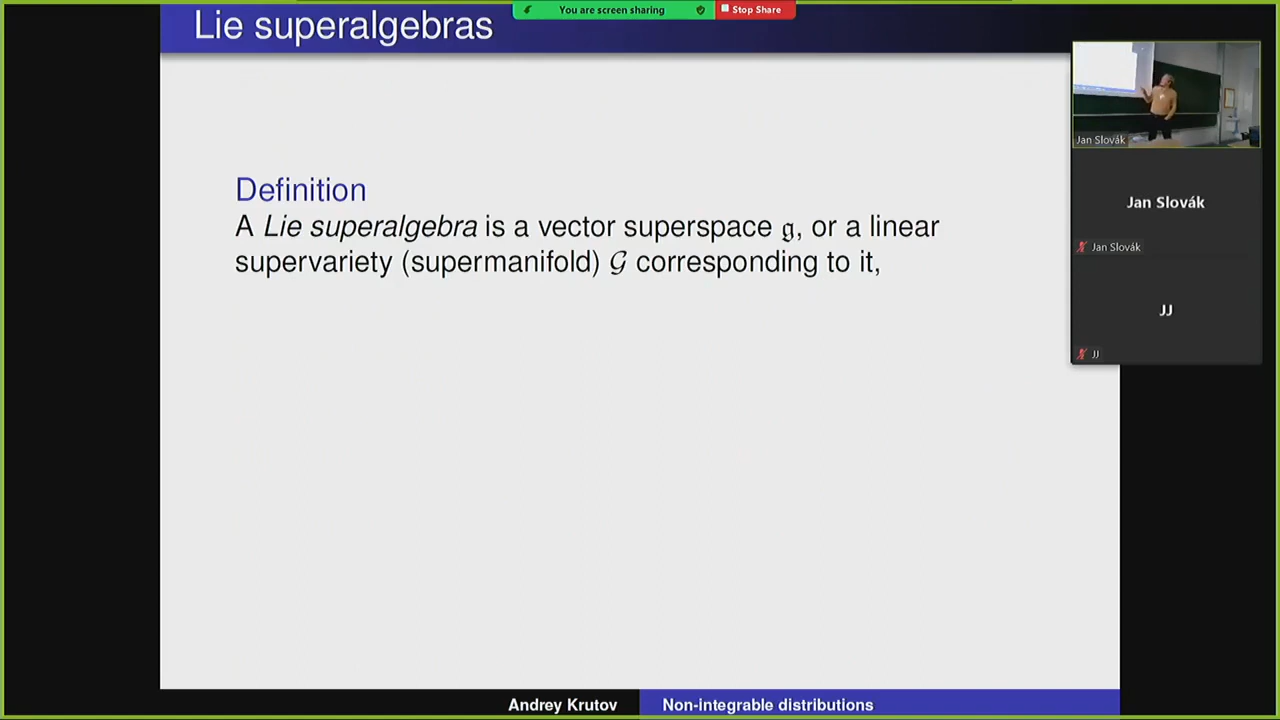 You are screen sharing
Stop Share
Lie superalgebras
Definition
A Lie superalgebra is a vector superspace 𝔤, or a linear
supervariety (supermanifold) 𝒢 corresponding to it,
Jan Slovák
Jan Slovák
Jan Slovák
JJ
JJ
Andrey Krutov
Non-integrable distributions